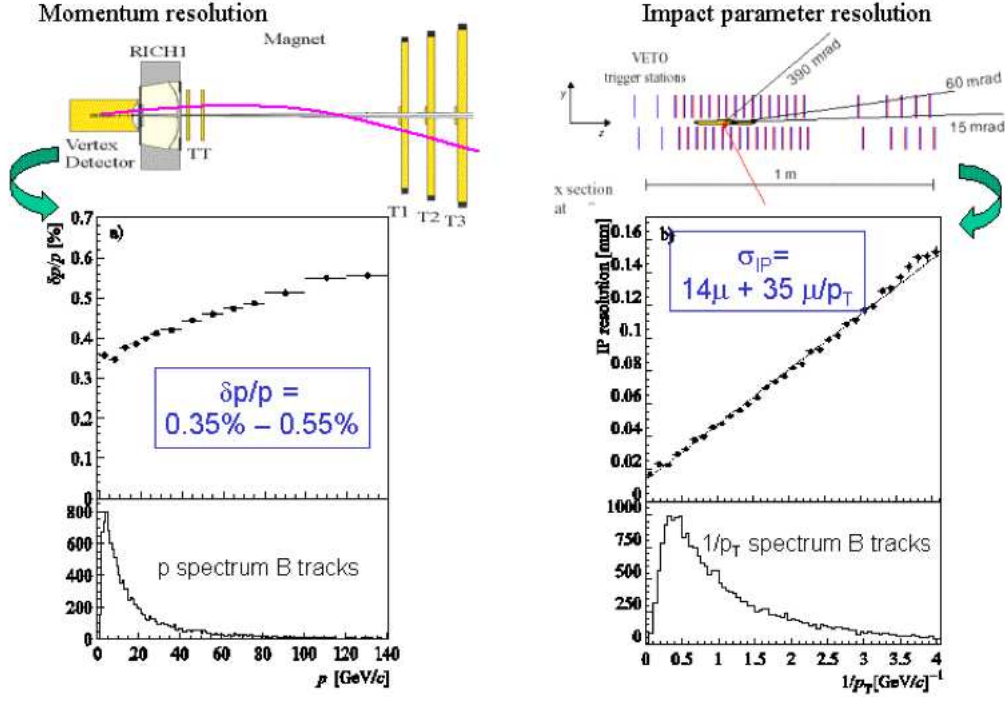 Momentum resolution
Magnet
RICH1
Vertex
Detector
TT
T1 T2 T3
δp/p [%]
a)
0.7
0.6
0.5
0.4
0.3
0.2
0.1
0
δp/p =
0.35% – 0.55%
800
600
400
200
0
p spectrum B tracks
0 20 40 60 80 100 120 140
p [GeV/c]
Impact parameter resolution
VETO
trigger stations
390 mrad
60 mrad
15 mrad
y
z
1 m
x section
at
IP resolution [mm]
b)
0.16
0.14
0.12
0.1
0.08
0.06
0.04
0.02
0
σIP=
14μ + 35 μ/pT
1000
750
500
250
0
1/pT spectrum B tracks
0 0.5 1 1.5 2 2.5 3 3.5 4
1/pT[GeV/c]⁻¹